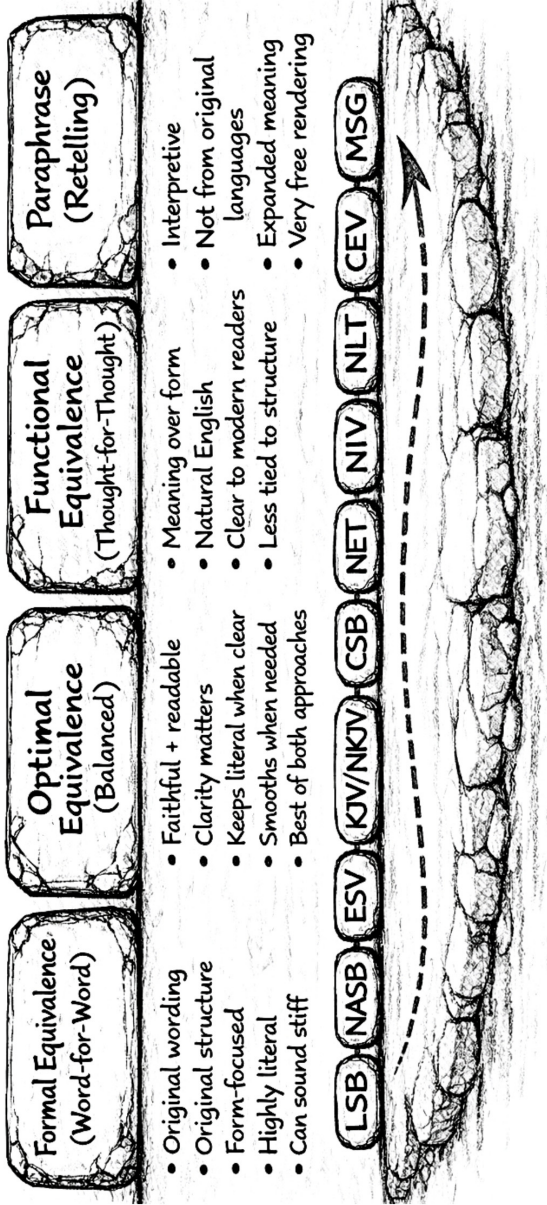 Formal Equivalence
(Word-for-Word)
• Original wording
• Original structure
• Form-focused
• Highly literal
• Can sound stiff
Optimal
Equivalence
(Balanced)
• Faithful + readable
• Clarity matters
• Keeps literal when clear
• Smooths when needed
• Best of both approaches
Functional
Equivalence
(Thought-for-Thought)
• Meaning over form
• Natural English
• Clear to modern readers
• Less tied to structure
Paraphrase
(Retelling)
• Interpretive
• Not from original
languages
• Expanded meaning
• Very free rendering
LSB NASB ESV KJV/NKJV CSB NET NIV NLT CEV MSG